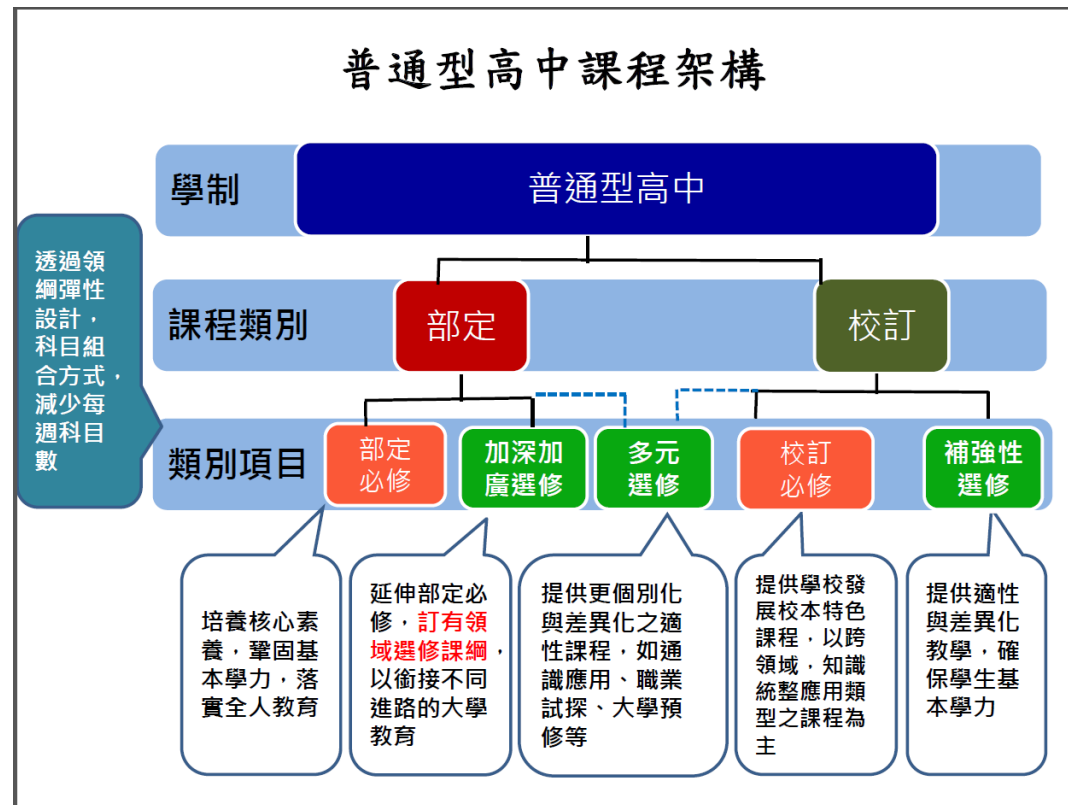 普通型高中課程架構
學制
普通型高中
透過領
綱彈性
設計，
科目組
合方式，
減少每
週科目
數
課程類別
部定
校訂
類別項目
部定
必修
加深加
廣選修
多元
選修
校訂
必修
補強性
選修
培養核心素
養，鞏固基
本學力，落
實全人教育
延伸部定必
修，訂有領
域選修課綱，
以銜接不同
進路的大學
教育
提供更個別化
與差異化之適
性課程，如通
識應用、職業
試探、大學預
修等
提供學校發
展校本特色
課程，以跨
領域，知識
統整應用類
型之課程為
主
提供適性
與差異化
教學，確
保學生基
本學力